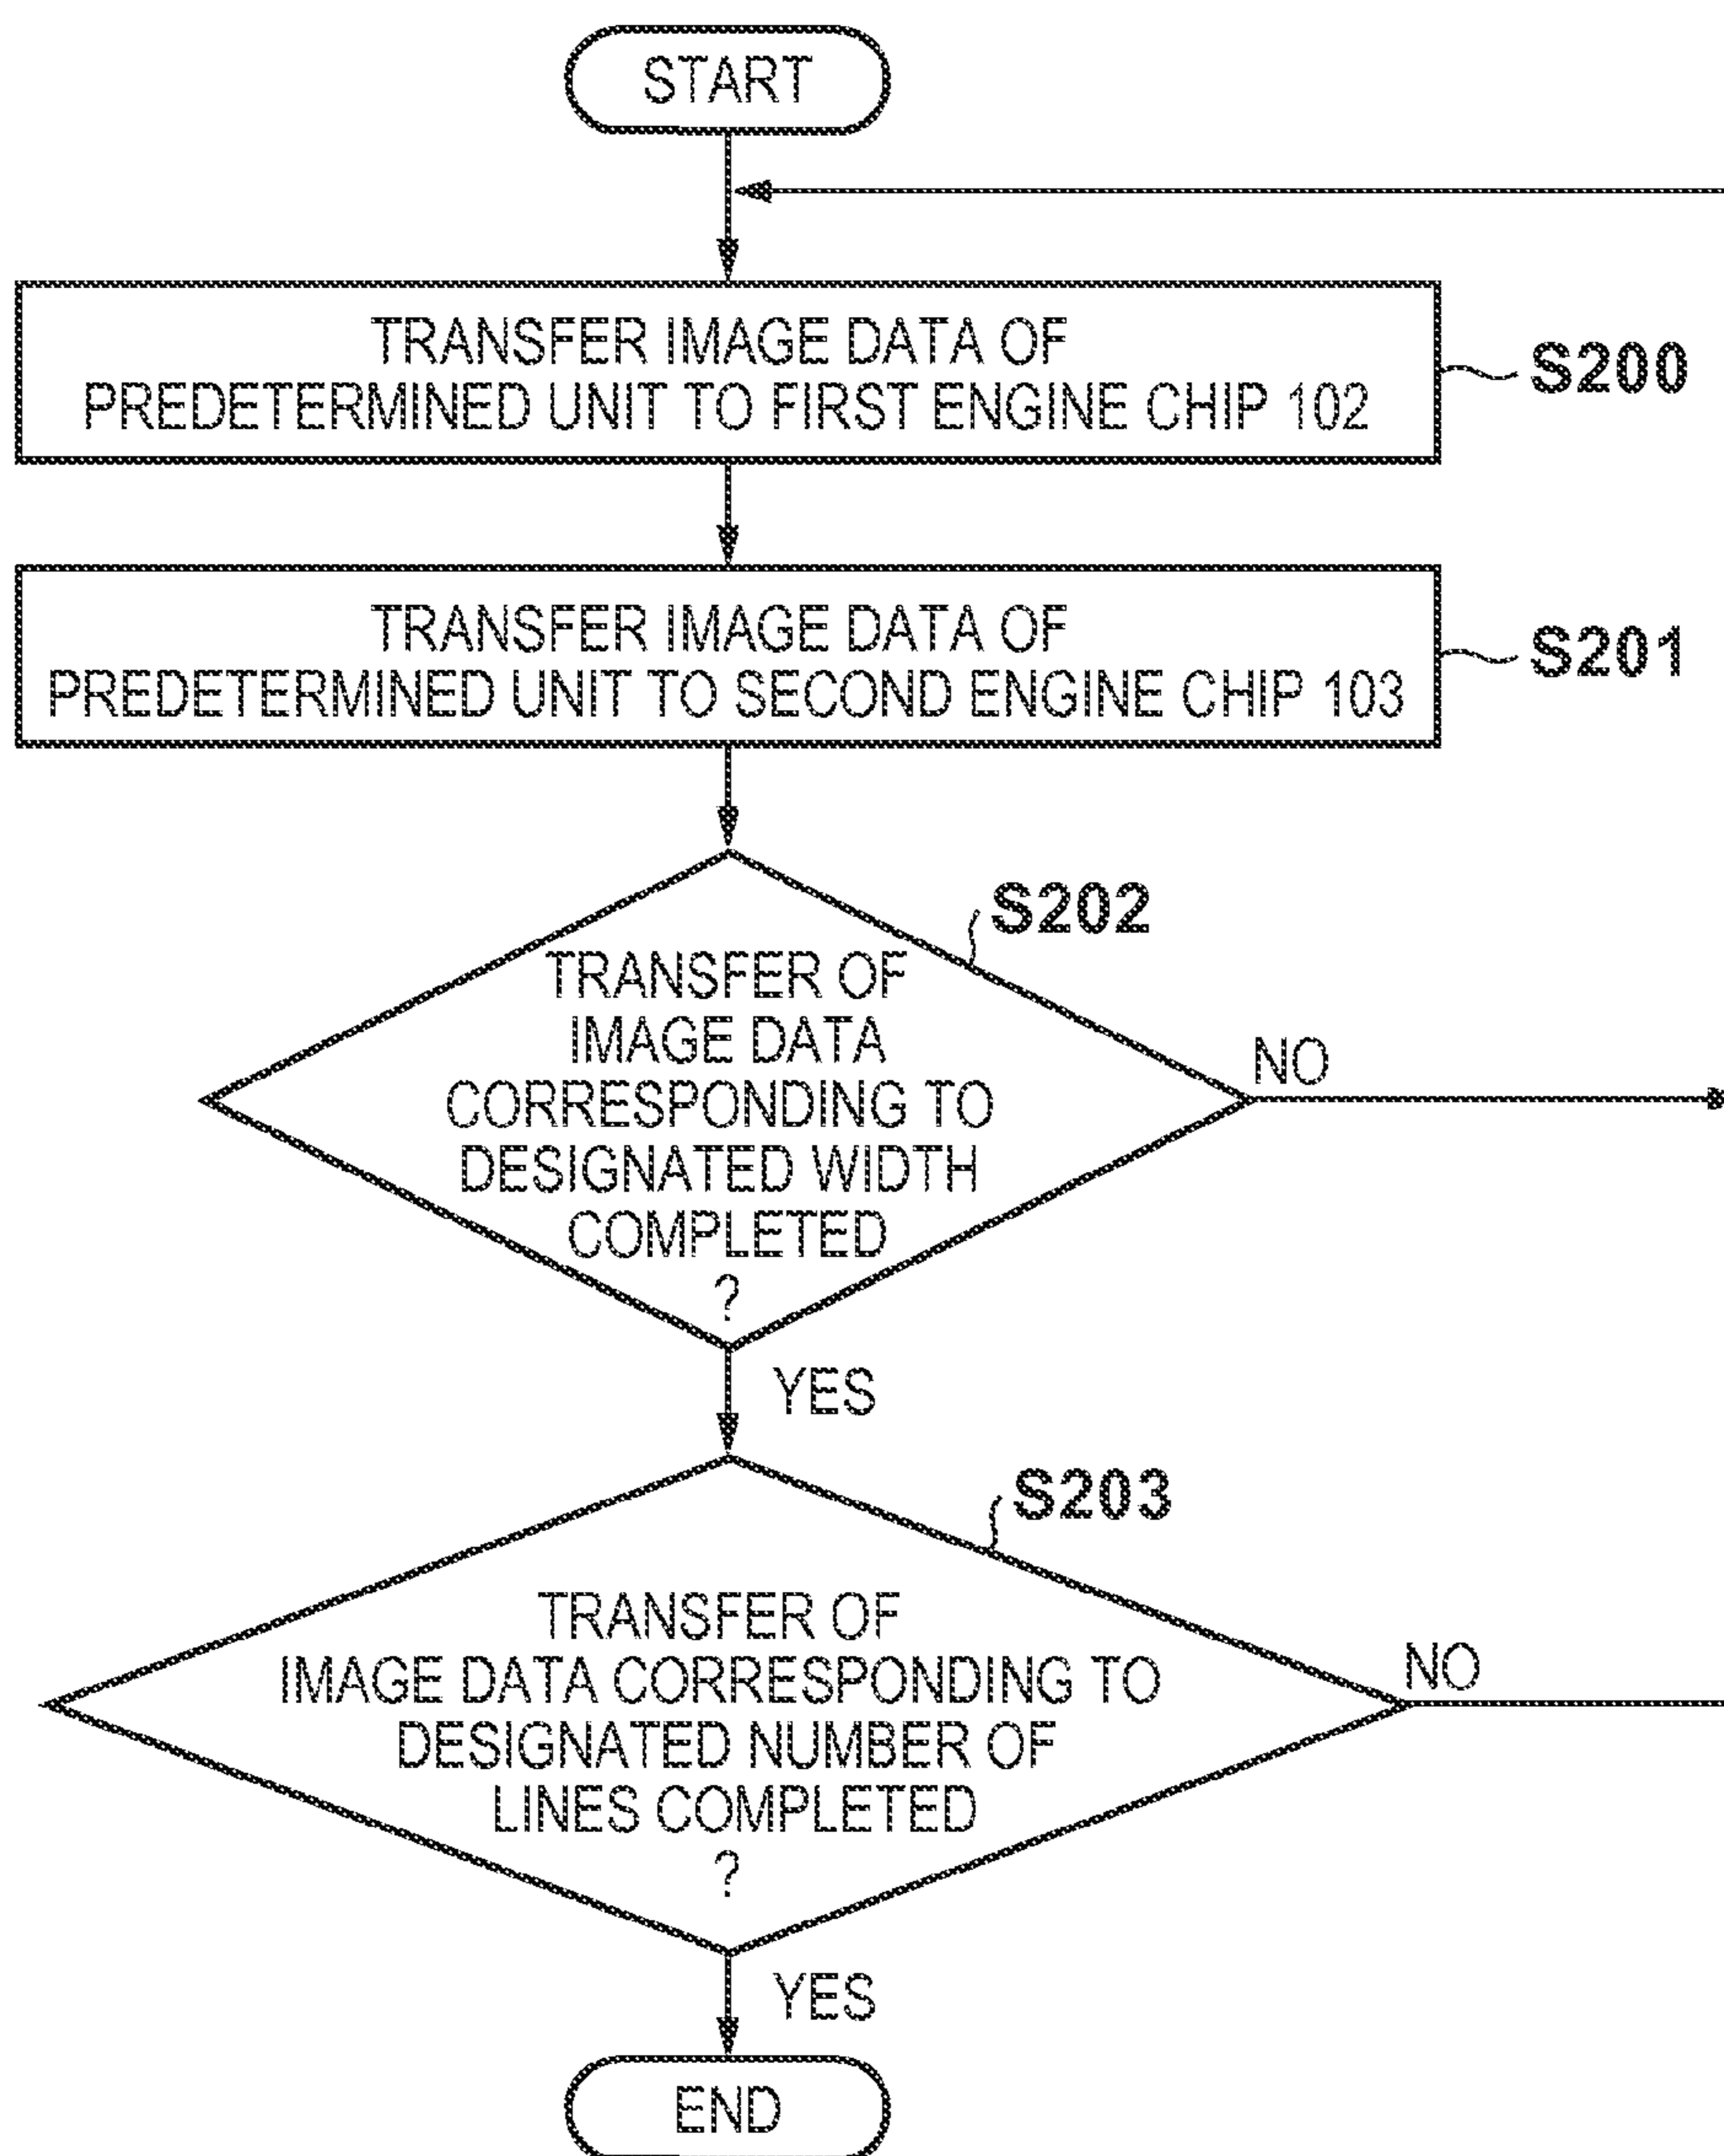 START
TRANSFER IMAGE DATA OF
PREDETERMINED UNIT TO FIRST ENGINE CHIP 102
S200
TRANSFER IMAGE DATA OF
PREDETERMINED UNIT TO SECOND ENGINE CHIP 103
S201
S202
TRANSFER OF
IMAGE DATA
CORRESPONDING TO
DESIGNATED WIDTH
COMPLETED
?
NO
YES
S203
TRANSFER OF
IMAGE DATA CORRESPONDING TO
DESIGNATED NUMBER OF
LINES COMPLETED
?
NO
YES
END